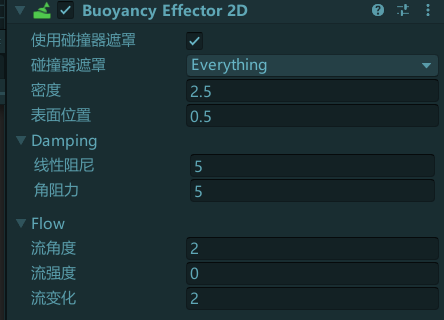 Buoyancy Effector 2D
使用碰撞器遮罩
碰撞器遮罩 Everything
密度 2.5
表面位置 0.5
Damping
线性阻尼 5
角阻力 5
Flow
流角度 2
流强度 0
流变化 2